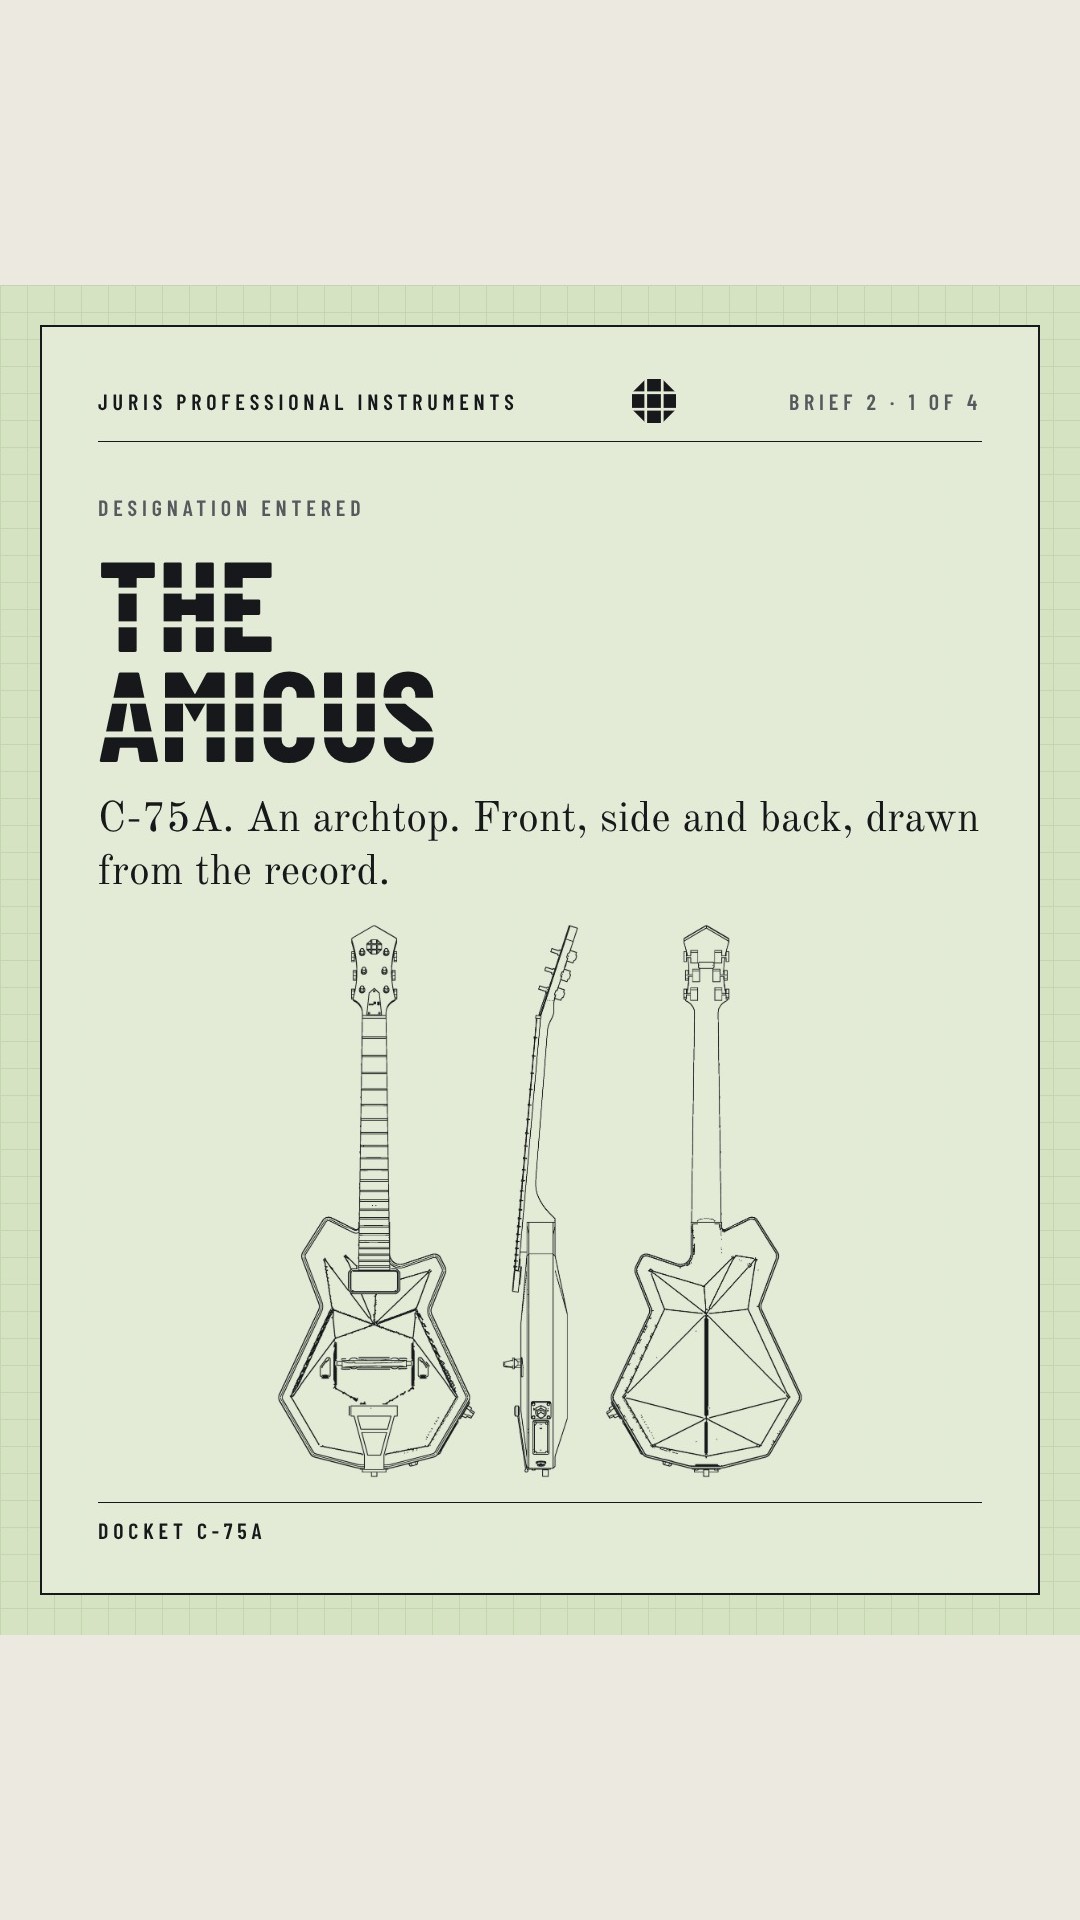 JURIS PROFESSIONAL INSTRUMENTS
BRIEF 2 · 1 OF 4
DESIGNATION ENTERED
THE
AMICUS
C-75A. An archtop. Front, side and back, drawn
from the record.
DOCKET C-75A